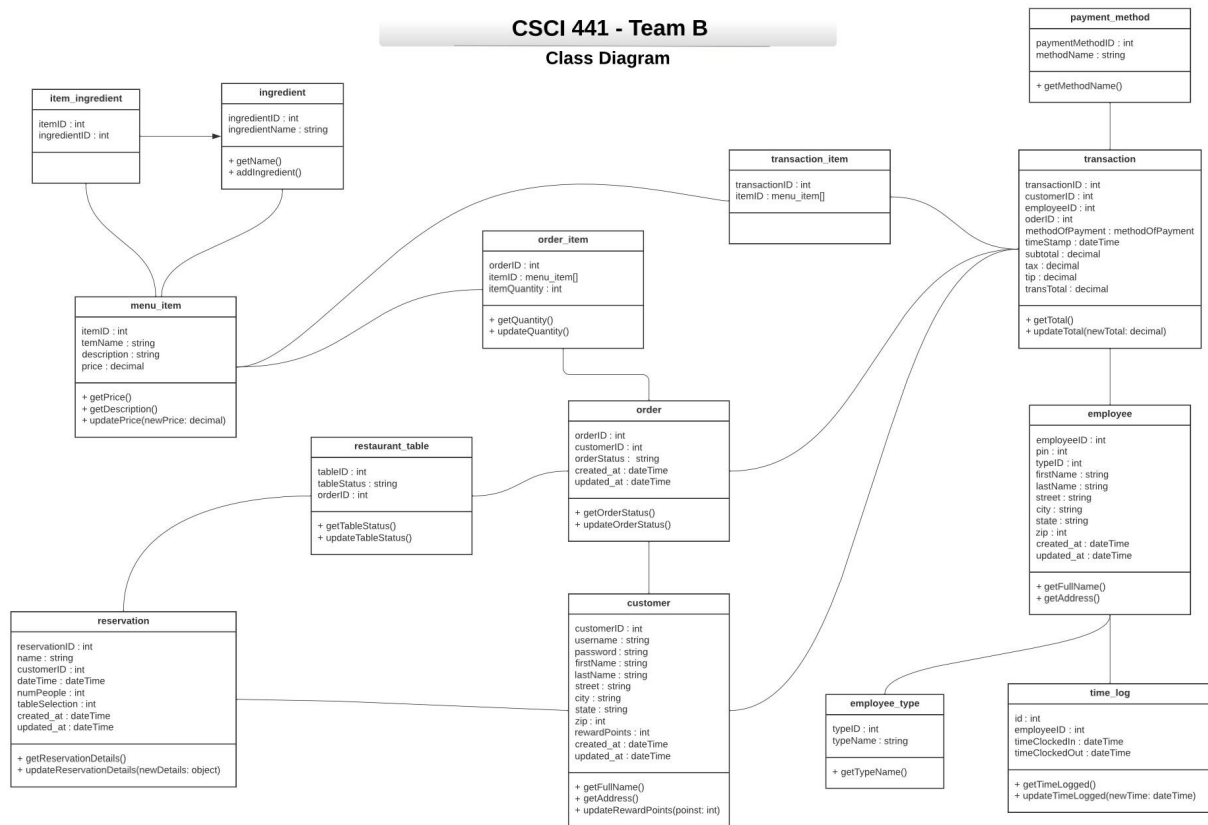 CSCI 441 - Team B
Class Diagram
payment_method
paymentMethodID : int
methodName : string
+ getMethodName()
item_ingredient
itemID : int
ingredientID : int
ingredient
ingredientID : int
ingredientName : string
+ getName()
+ addIngredient()
transaction_item
transactionID : int
itemID : menu_item[]
transaction
transactionID : int
customerID : int
employeeID : int
oderID : int
methodOfPayment : methodOfPayment
timeStamp : dateTime
subtotal : decimal
tax : decimal
tip : decimal
transTotal : decimal
+ getTotal()
+ updateTotal(newTotal: decimal)
order_item
orderID : int
itemID : menu_item[]
itemQuantity : int
+ getQuantity()
+ updateQuantity()
menu_item
itemID : int
temName : string
description : string
price : decimal
+ getPrice()
+ getDescription()
+ updatePrice(newPrice: decimal)
order
orderID : int
customerID : int
orderStatus : string
created_at : dateTime
updated_at : dateTime
+ getOrderStatus()
+ updateOrderStatus()
restaurant_table
tableID : int
tableStatus : string
orderID : int
+ getTableStatus()
+ updateTableStatus()
employee
employeeID : int
pin : int
typeID : int
firstName : string
lastName : string
street : string
city : string
state : string
zip : int
created_at : dateTime
updated_at : dateTime
+ getFullName()
+ getAddress()
reservation
reservationID : int
name : string
customerID : int
dateTime : dateTime
numPeople : int
tableSelection : int
created_at : dateTime
updated_at : dateTime
+ getReservationDetails()
+ updateReservationDetails(newDetails: object)
customer
customerID : int
username : string
password : string
firstName : string
lastName : string
street : string
city : string
state : string
zip : int
rewardPoints : int
created_at : dateTime
updated_at : dateTime
+ getFullName()
+ getAddress()
+ updateRewardPoints(poinst: int)
employee_type
typeID : int
typeName : string
+ getTypeName()
time_log
id : int
employeeID : int
timeClockedIn : dateTime
timeClockedOut : dateTime
+ getTimeLogged()
+ updateTimeLogged(newTime: dateTime)